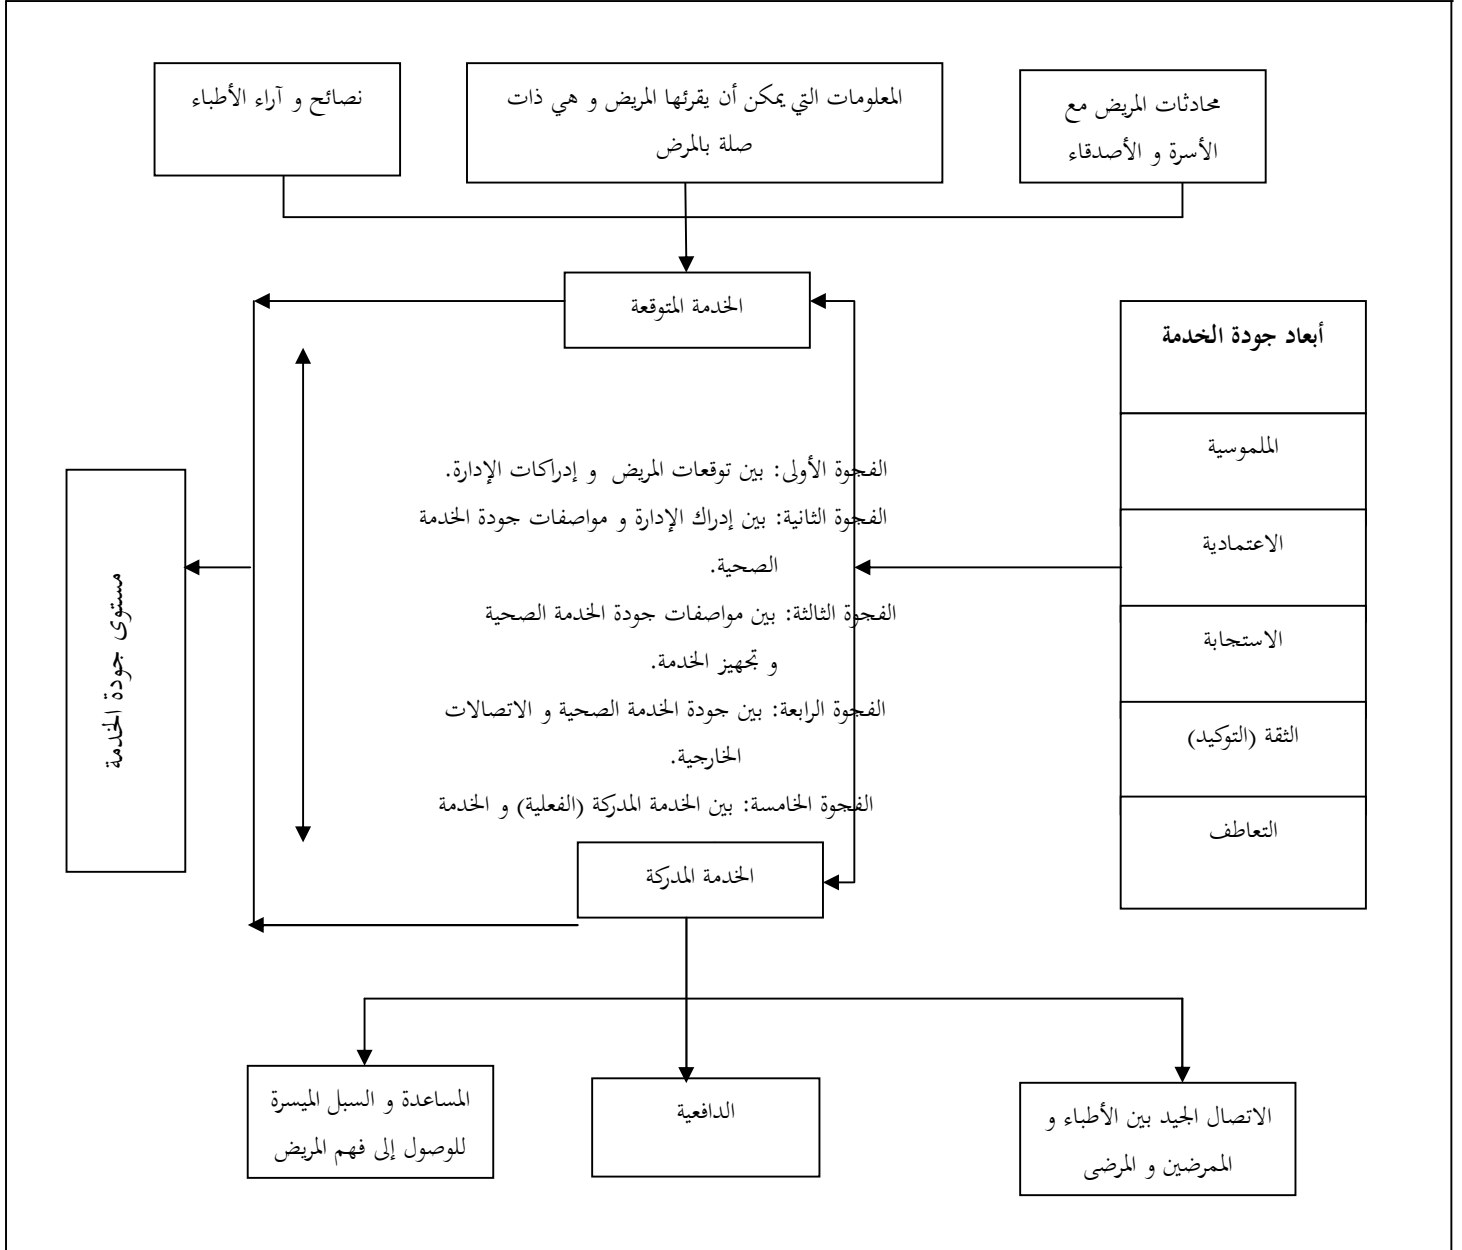 محادثات المريض مع
الأسرة و الأصدقاء
المعلومات التي يمكن أن يقرئها المريض و هي ذات
صلة بالمرض
نصائح و آراء الأطباء
الخدمة المتوقعة
أبعاد جودة الخدمة
الملموسية
الاعتمادية
الاستجابة
الثقة (التوكيد)
التعاطف
الفجوة الأولى: بين توقعات المريض و إدراكات الإدارة.
الفجوة الثانية: بين إدراك الإدارة و مواصفات جودة الخدمة
الصحية.
الفجوة الثالثة: بين مواصفات جودة الخدمة الصحية
و تجهيز الخدمة.
الفجوة الرابعة: بين جودة الخدمة الصحية و الاتصالات
الخارجية.
الفجوة الخامسة: بين الخدمة المدركة (الفعلية) و الخدمة
مستوى جودة الخدمة
الخدمة المدركة
الاتصال الجيد بين الأطباء و
الممرضين و المرضى
الدافعية
المساعدة و السبل الميسرة
للوصول إلى فهم المريض